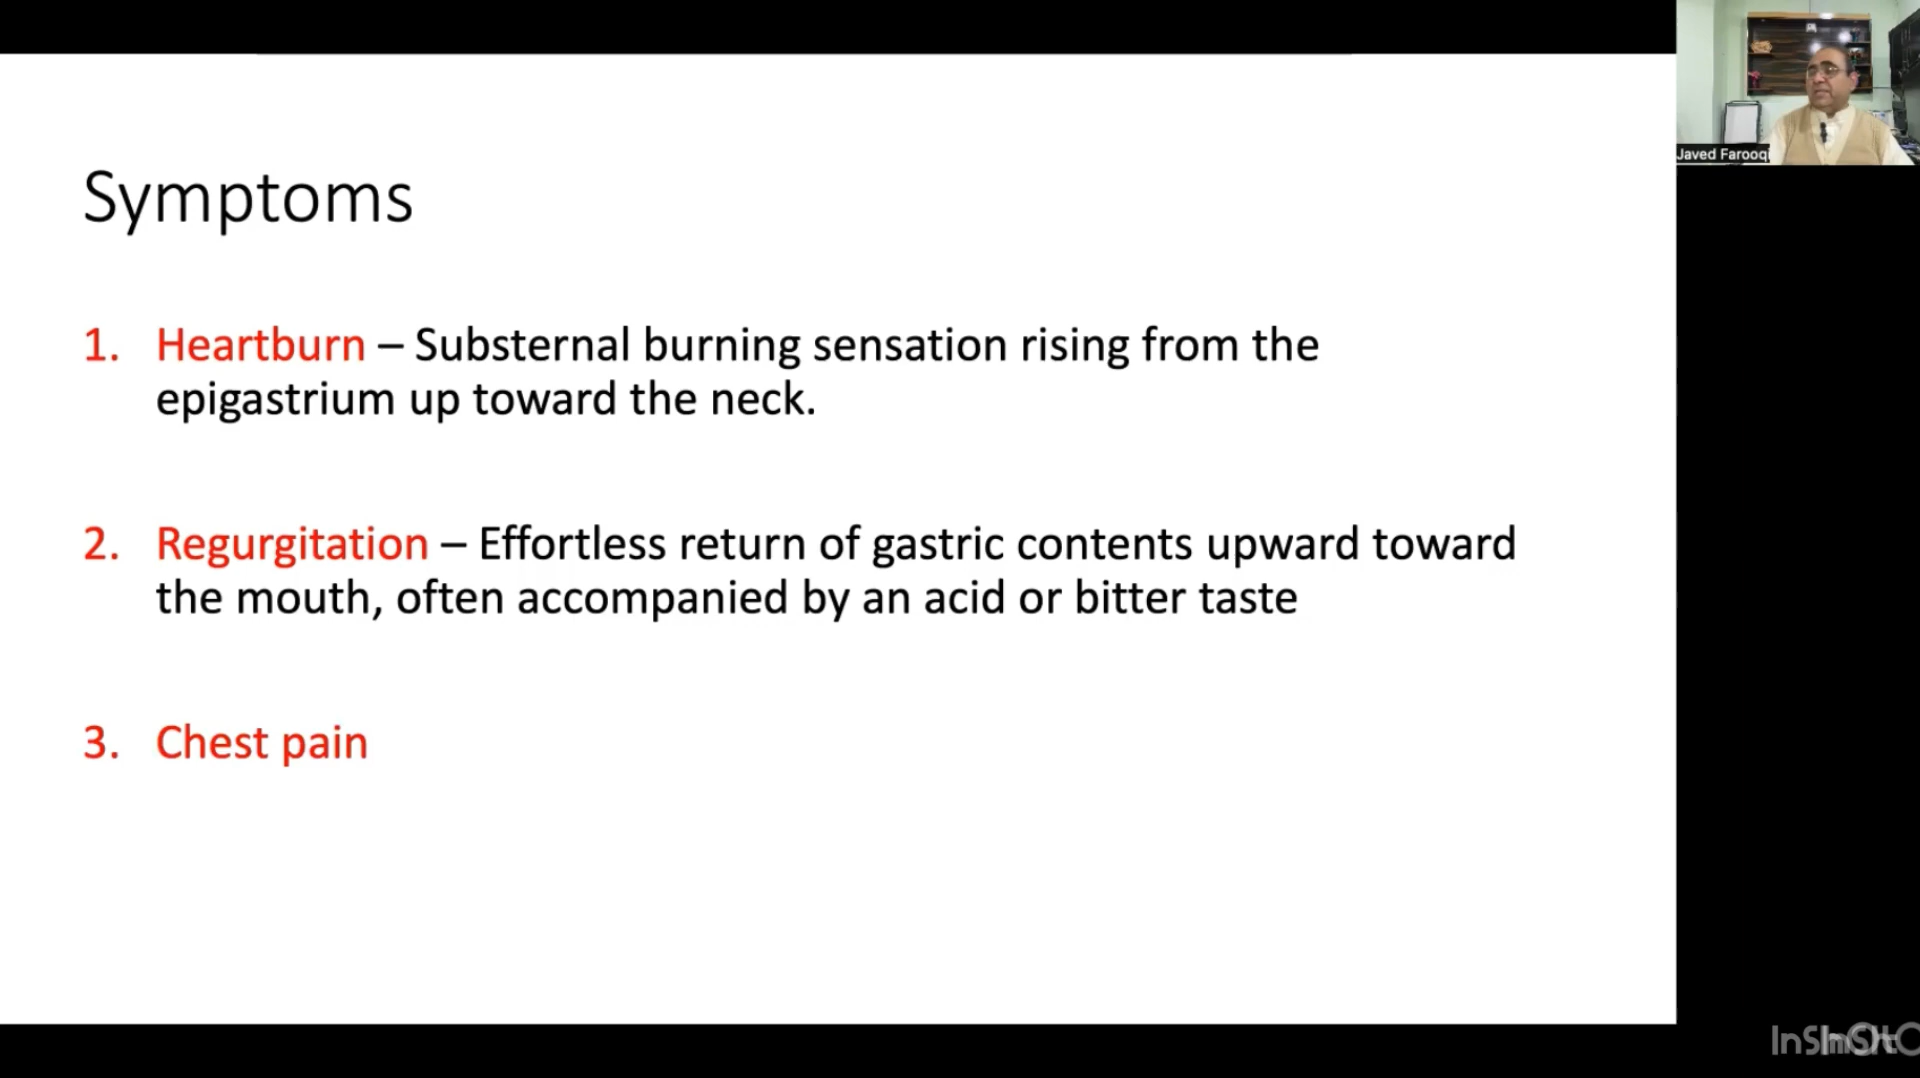 Symptoms
1. Heartburn – Substernal burning sensation rising from the
epigastrium up toward the neck.
2. Regurgitation – Effortless return of gastric contents upward toward
the mouth, often accompanied by an acid or bitter taste
3. Chest pain
Javed Farooqi